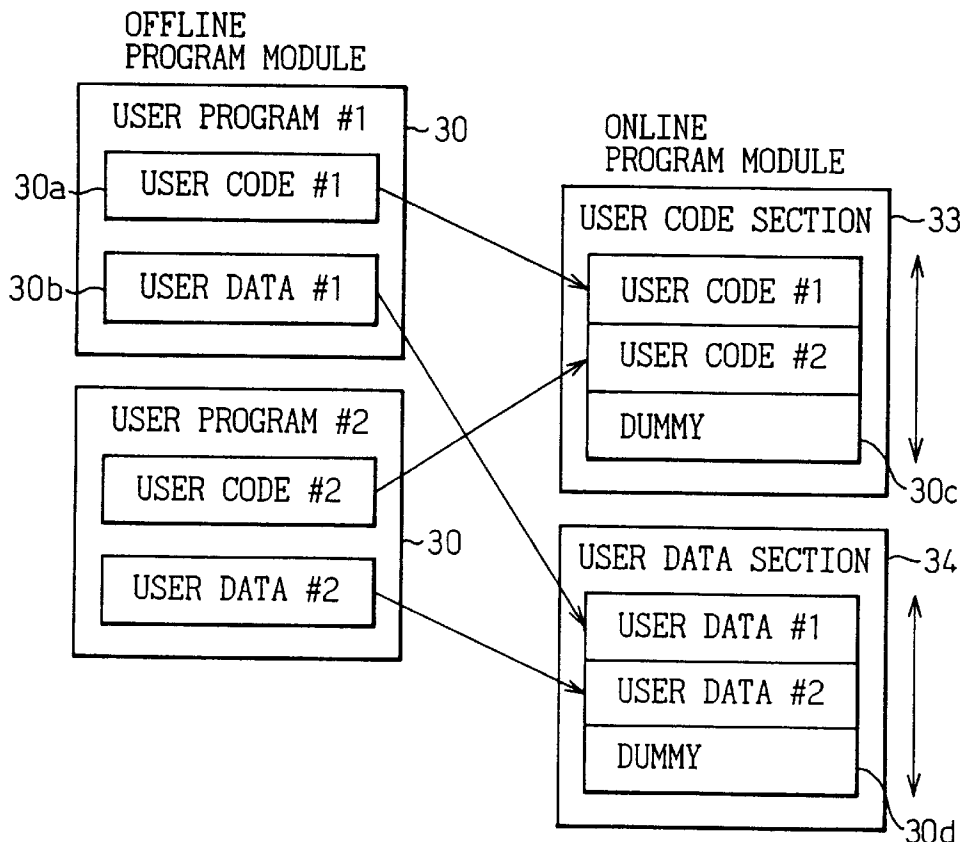 OFFLINE
PROGRAM MODULE
USER PROGRAM #1
30
30a
USER CODE #1
30b
USER DATA #1
USER PROGRAM #2
USER CODE #2
30
USER DATA #2
ONLINE
PROGRAM MODULE
USER CODE SECTION
33
USER CODE #1
USER CODE #2
DUMMY
30c
USER DATA SECTION
34
USER DATA #1
USER DATA #2
DUMMY
30d